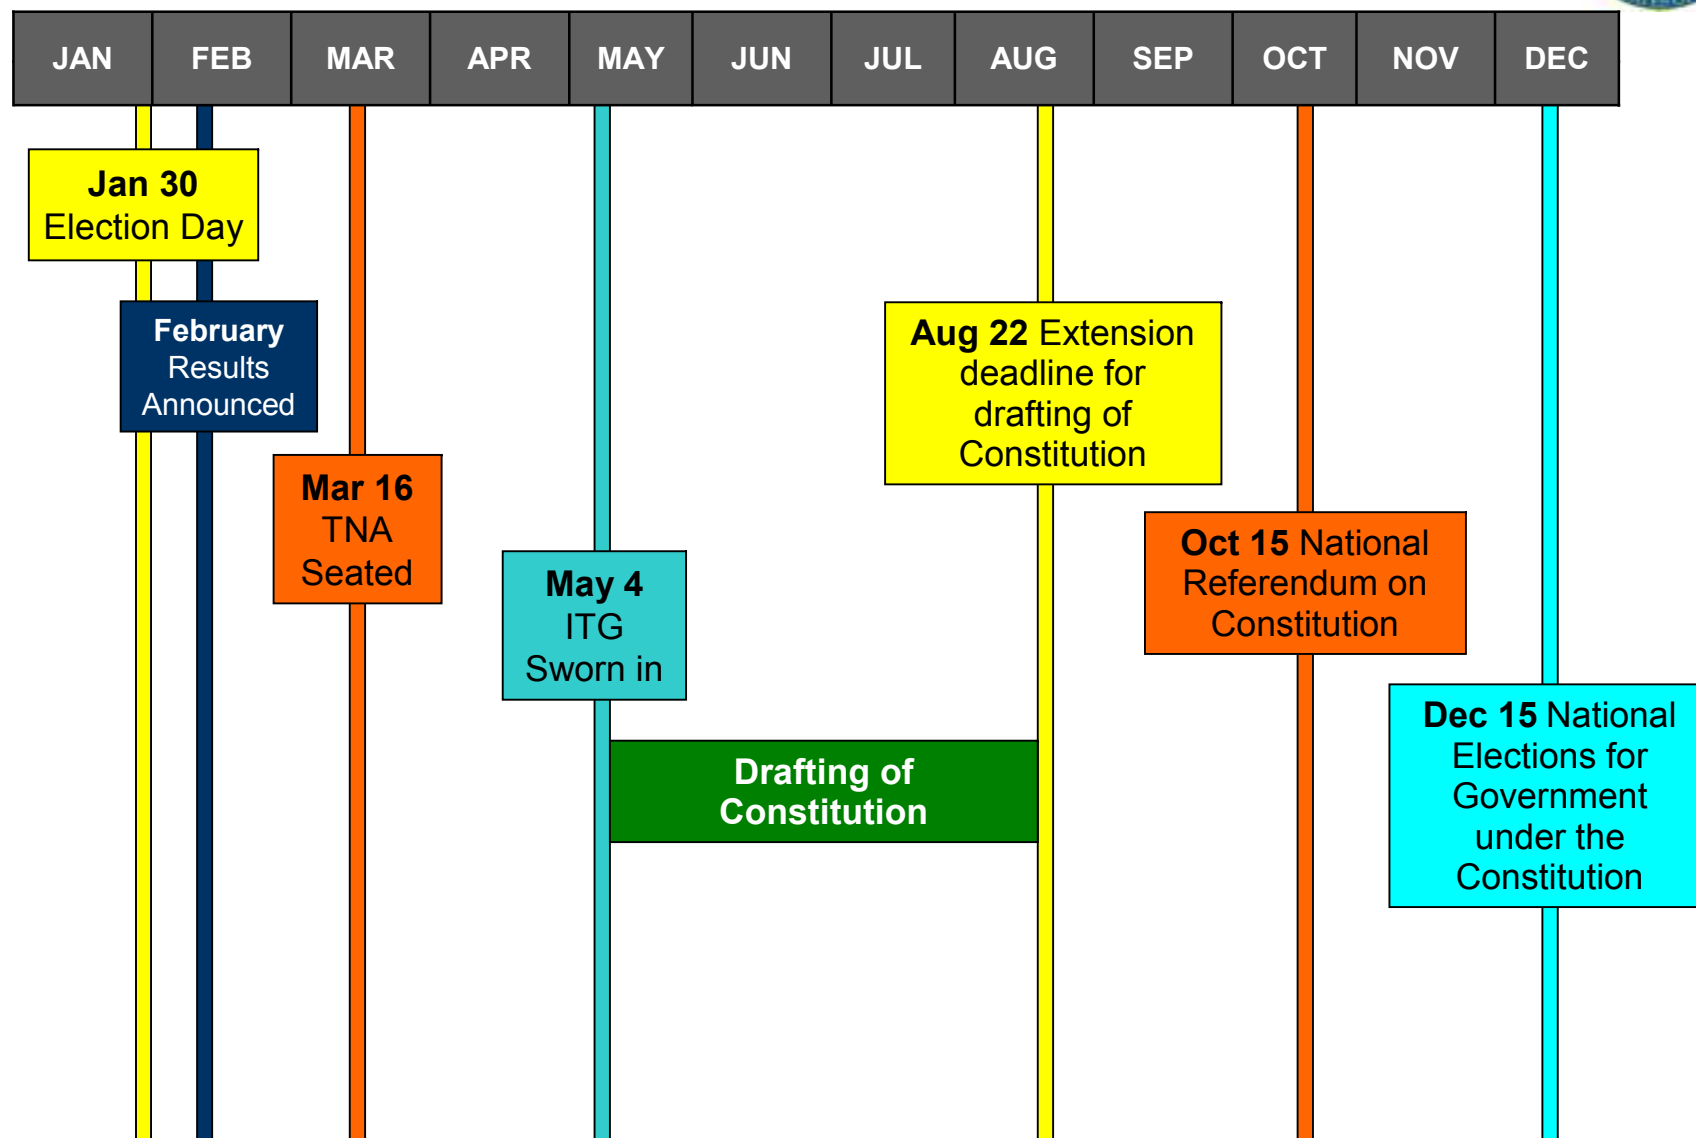 JAN FEB MAR APR MAY JUN JUL AUG SEP OCT NOV DEC
Jan 30
Election Day
February
Results
Announced
Mar 16
TNA
Seated
May 4
ITG
Sworn in
Drafting of
Constitution
Aug 22 Extension
deadline for
drafting of
Constitution
Oct 15 National
Referendum on
Constitution
Dec 15 National
Elections for
Government
under the
Constitution